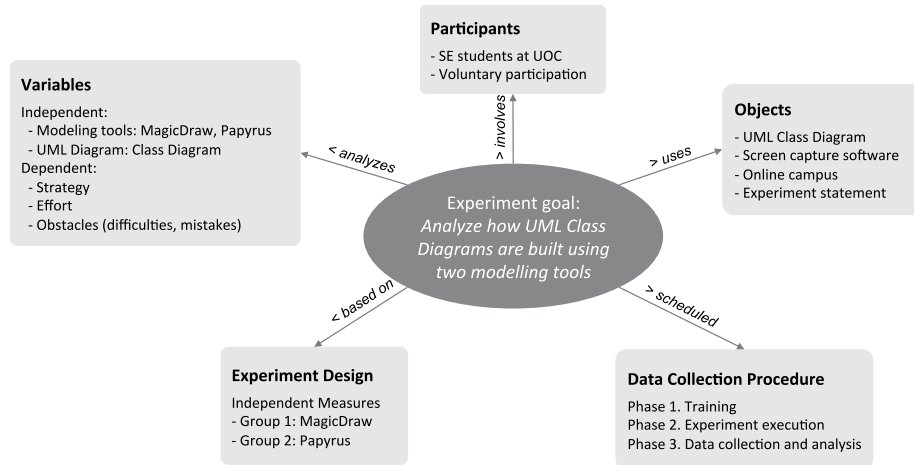 Participants
- SE students at UOC
- Voluntary participation
Variables
Independent:
- Modeling tools: MagicDraw, Papyrus
- UML Diagram: Class Diagram
Dependent:
- Strategy
- Effort
- Obstacles (difficulties, mistakes)
Objects
- UML Class Diagram
- Screen capture software
- Online campus
- Experiment statement
< analyzes
> involves
> uses
Experiment goal:
Analyze how UML Class
Diagrams are built using
two modelling tools
< based on
> scheduled
Experiment Design
Independent Measures
- Group 1: MagicDraw
- Group 2: Papyrus
Data Collection Procedure
Phase 1. Training
Phase 2. Experiment execution
Phase 3. Data collection and analysis